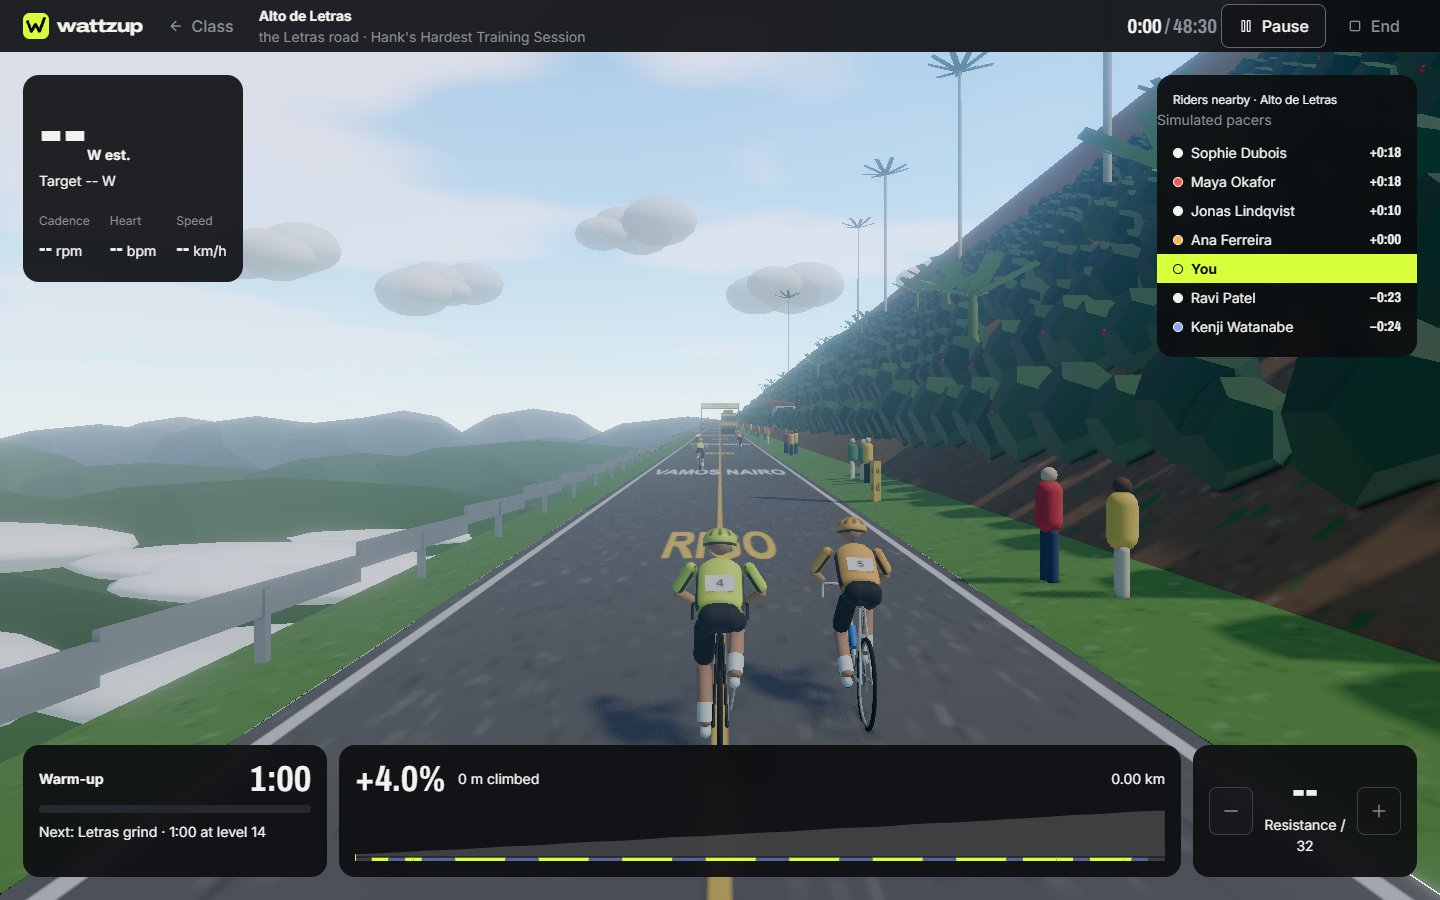 wattzup
← Class
Alto de Letras
the Letras road · Hank's Hardest Training Session
0:00 / 48:30
Pause
End
-- W est.
Target -- W
Cadence Heart Speed
-- rpm -- bpm -- km/h
Riders nearby · Alto de Letras
Simulated pacers
Sophie Dubois +0:18
Maya Okafor +0:18
Jonas Lindqvist +0:10
Ana Ferreira +0:00
You
Ravi Patel −0:23
Kenji Watanabe −0:24
VAMOS NAIRO
4
5
Warm-up 1:00
Next: Letras grind · 1:00 at level 14
+4.0% 0 m climbed 0.00 km
−
--
+
Resistance /
32